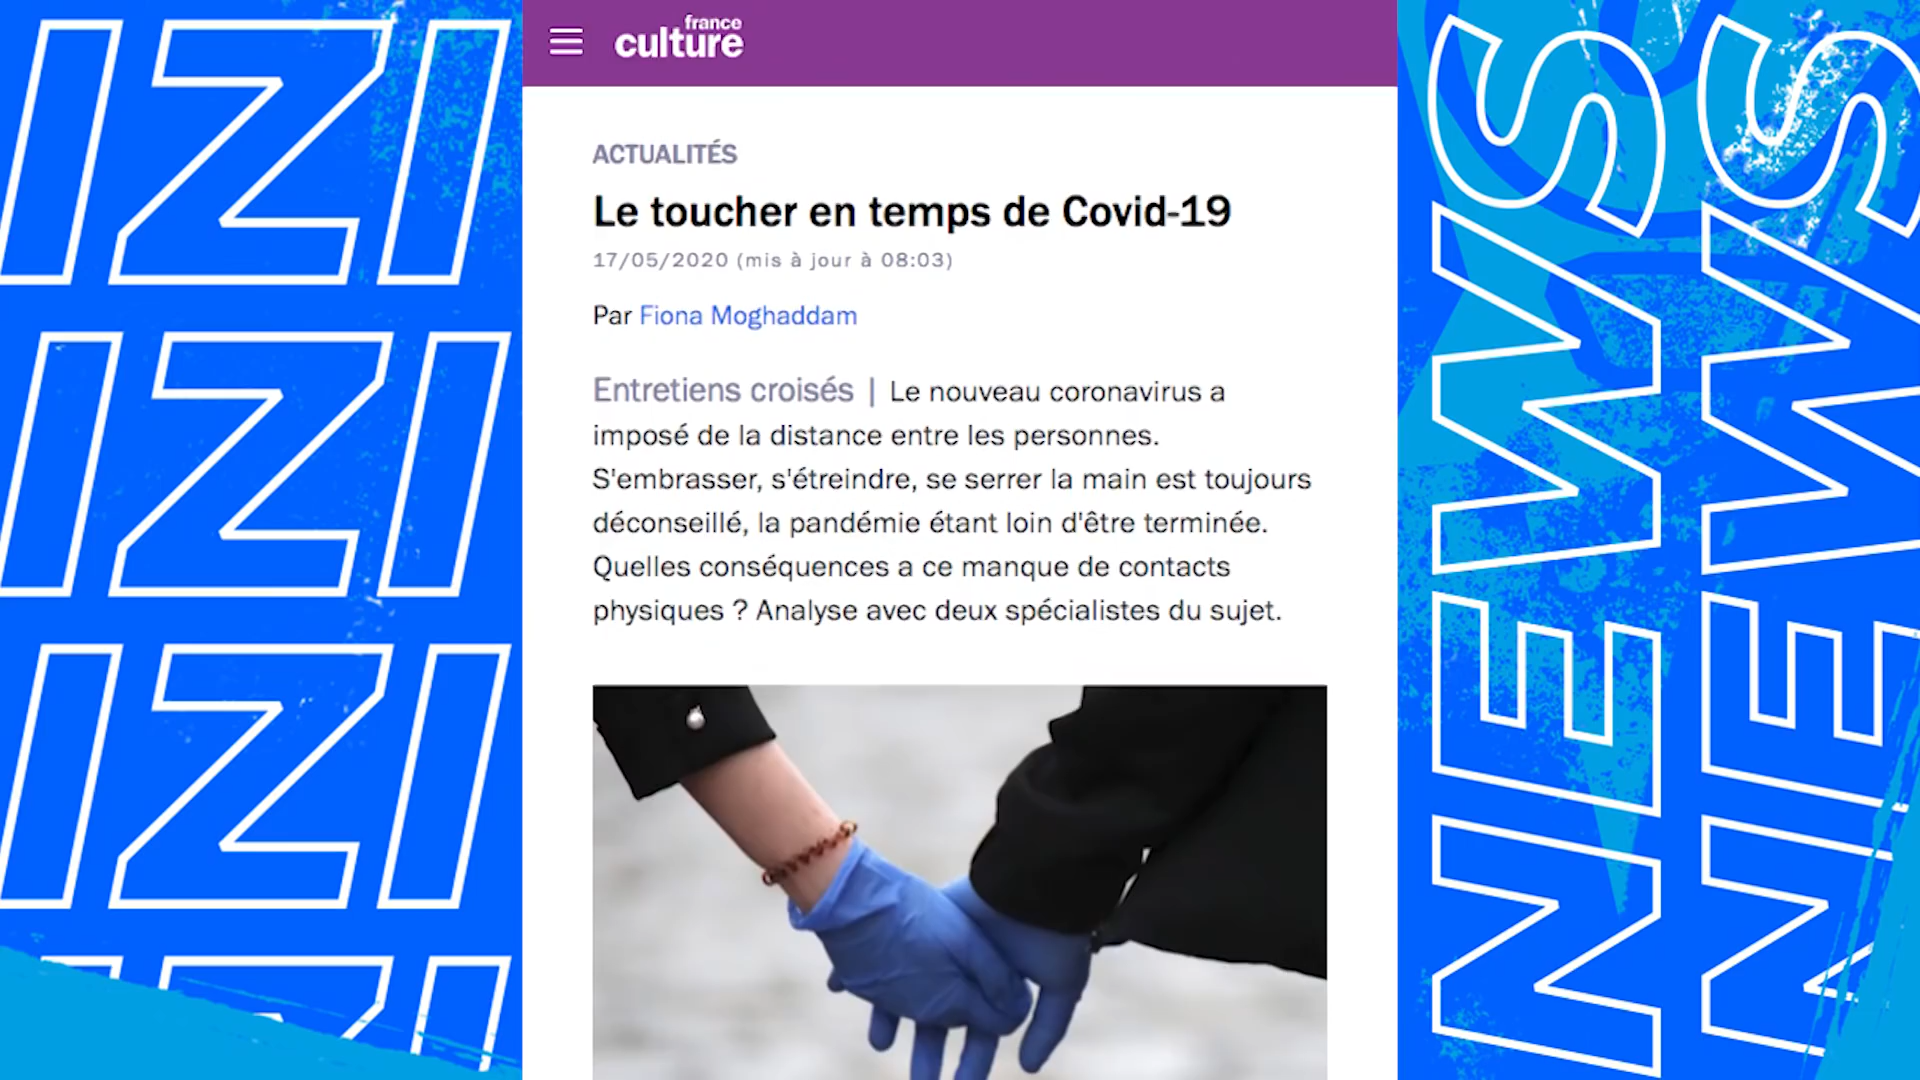 IZI
IZI
IZI
IZI
france
culture
ACTUALITÉS
Le toucher en temps de Covid-19
17/05/2020 (mis à jour à 08:03)
Par Fiona Moghaddam
Entretiens croisés | Le nouveau coronavirus a
imposé de la distance entre les personnes.
S'embrasser, s'étreindre, se serrer la main est toujours
déconseillé, la pandémie étant loin d'être terminée.
Quelles conséquences a ce manque de contacts
physiques ? Analyse avec deux spécialistes du sujet.
NEWS
NEWS